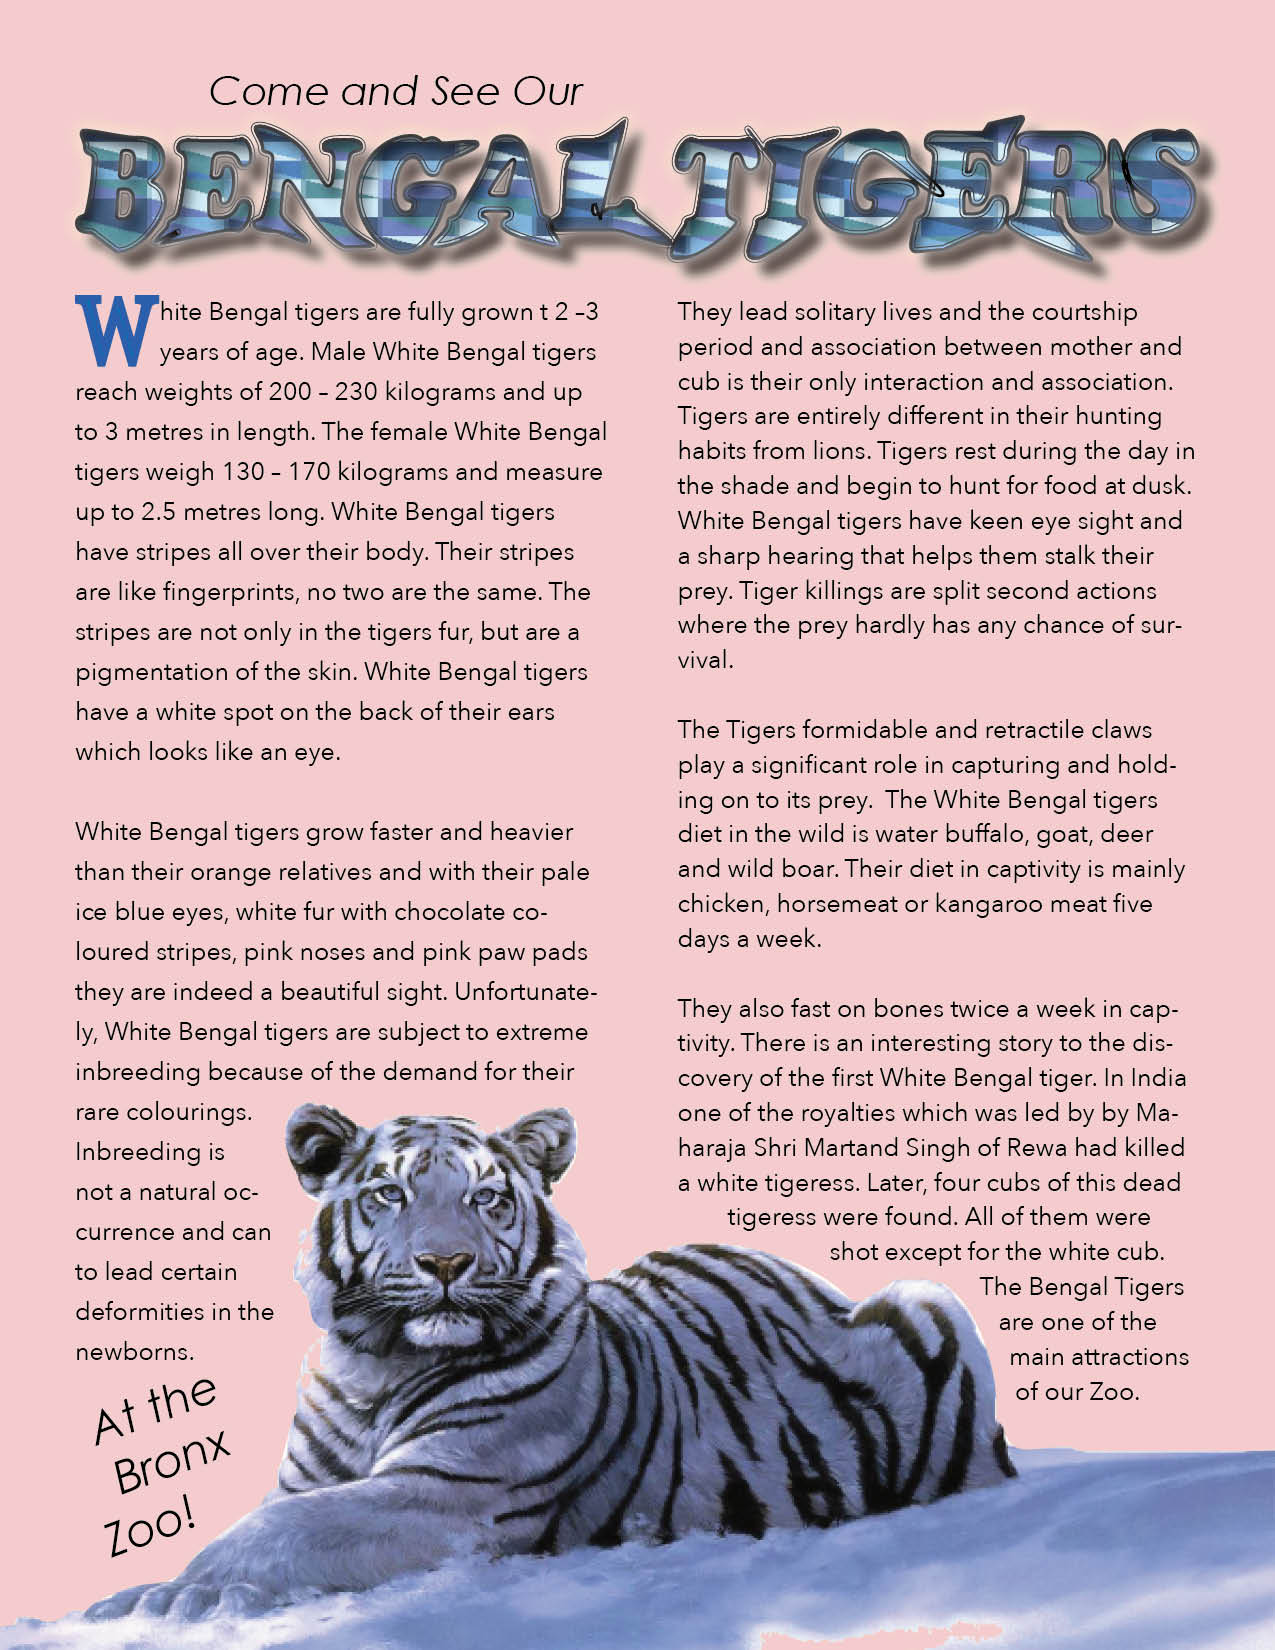 Come and See Our
BENGAL TIGERS
White Bengal tigers are fully grown t 2 –3
years of age. Male White Bengal tigers
reach weights of 200 – 230 kilograms and up
to 3 metres in length. The female White Bengal
tigers weigh 130 – 170 kilograms and measure
up to 2.5 metres long. White Bengal tigers
have stripes all over their body. Their stripes
are like fingerprints, no two are the same. The
stripes are not only in the tigers fur, but are a
pigmentation of the skin. White Bengal tigers
have a white spot on the back of their ears
which looks like an eye.
White Bengal tigers grow faster and heavier
than their orange relatives and with their pale
ice blue eyes, white fur with chocolate co-
loured stripes, pink noses and pink paw pads
they are indeed a beautiful sight. Unfortunate-
ly, White Bengal tigers are subject to extreme
inbreeding because of the demand for their
rare colourings.
Inbreeding is
not a natural oc-
currence and can
to lead certain
deformities in the
newborns.
At the
Bronx
Zoo!
They lead solitary lives and the courtship
period and association between mother and
cub is their only interaction and association.
Tigers are entirely different in their hunting
habits from lions. Tigers rest during the day in
the shade and begin to hunt for food at dusk.
White Bengal tigers have keen eye sight and
a sharp hearing that helps them stalk their
prey. Tiger killings are split second actions
where the prey hardly has any chance of sur-
vival.
The Tigers formidable and retractile claws
play a significant role in capturing and hold-
ing on to its prey.  The White Bengal tigers
diet in the wild is water buffalo, goat, deer
and wild boar. Their diet in captivity is mainly
chicken, horsemeat or kangaroo meat five
days a week.
They also fast on bones twice a week in cap-
tivity. There is an interesting story to the dis-
covery of the first White Bengal tiger. In India
one of the royalties which was led by by Ma-
haraja Shri Martand Singh of Rewa had killed
a white tigeress. Later, four cubs of this dead
tigeress were found. All of them were
shot except for the white cub.
The Bengal Tigers
are one of the
main attractions
of our Zoo.